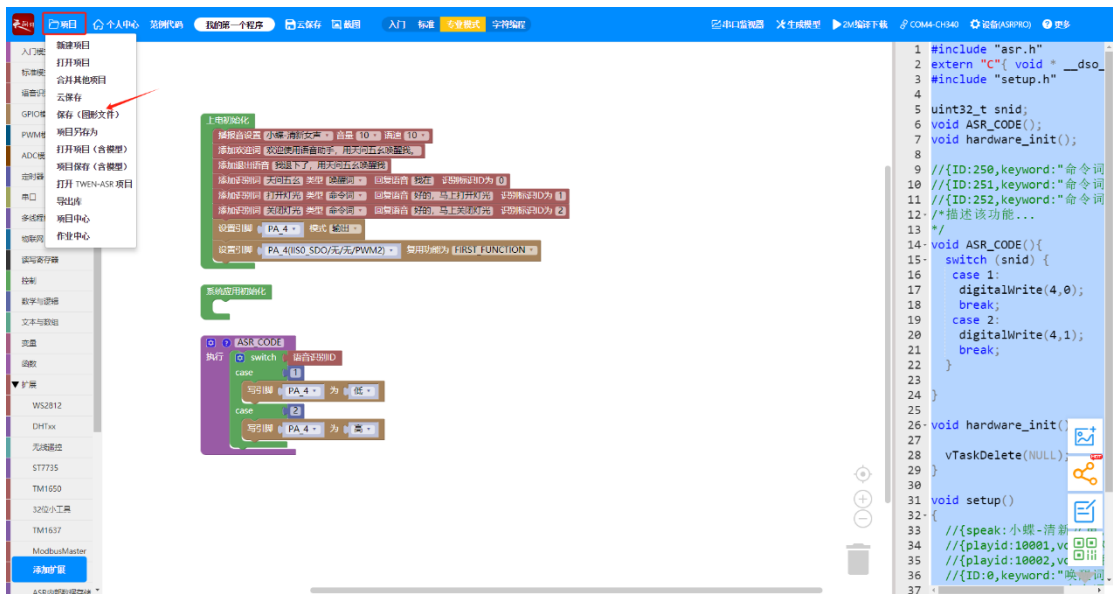 项目
个人中心
范例代码
我的第一个程序
云保存
截图
入门
标准
专业模式
字符编程
串口监视器
生成模型
2M编译下载
COM4-CH340
设备(ASRPRO)
更多
新建项目
打开项目
合并其他项目
云保存
保存（图形文件）
项目另存为
打开项目（含模型）
项目保存（含模型）
打开 TWEN-ASR 项目
导出库
项目中心
作业中心
读写寄存器
控制
数学与逻辑
文本与数组
变量
函数
扩展
WS2812
DHTxx
无线遥控
ST7735
TM1650
32位小工具
TM1637
ModbusMaster
添加扩展
上电初始化
播报音设置 小蝶-清新女声 音量 10 语速 10
添加欢迎词 欢迎使用语音助手，用天问五幺唤醒我。
添加退出语音 我退下了，用天问五幺唤醒我
添加识别词 天问五幺 类型 唤醒词 回复语音 我在 识别标识ID为 0
添加识别词 打开灯光 类型 命令词 回复语音 好的，马上打开灯光 识别标识ID为 1
添加识别词 关闭灯光 类型 命令词 回复语音 好的，马上关闭灯光 识别标识ID为 2
设置引脚 PA_4 模式 输出
设置引脚 PA_4(IIS0_SDO/无/无/PWM2) 复用功能为 FIRST_FUNCTION
系统应用初始化
ASR_CODE
执行 switch 语音识别ID
case 1
写引脚 PA_4 为 低
case 2
写引脚 PA_4 为 高
1 #include "asr.h"
2 extern "C"{ void * __dso_
3 #include "setup.h"
4
5 uint32_t snid;
6 void ASR_CODE();
7 void hardware_init();
8
9 //{ID:250,keyword:"命令词
10 //{ID:251,keyword:"命令词
11 //{ID:252,keyword:"命令词
12 /*描述该功能...
13 */
14 void ASR_CODE(){
15 switch (snid) {
16 case 1:
17 digitalWrite(4,0);
18 break;
19 case 2:
20 digitalWrite(4,1);
21 break;
22 }
23
24 }
25
26 void hardware_init()
27
28 vTaskDelete(NULL);
29 }
30
31 void setup()
32 {
33 //{speak:小蝶-清新
34 //{playid:10001,vo
35 //{playid:10002,vo
36 //{ID:0,keyword:"唤醒词
37